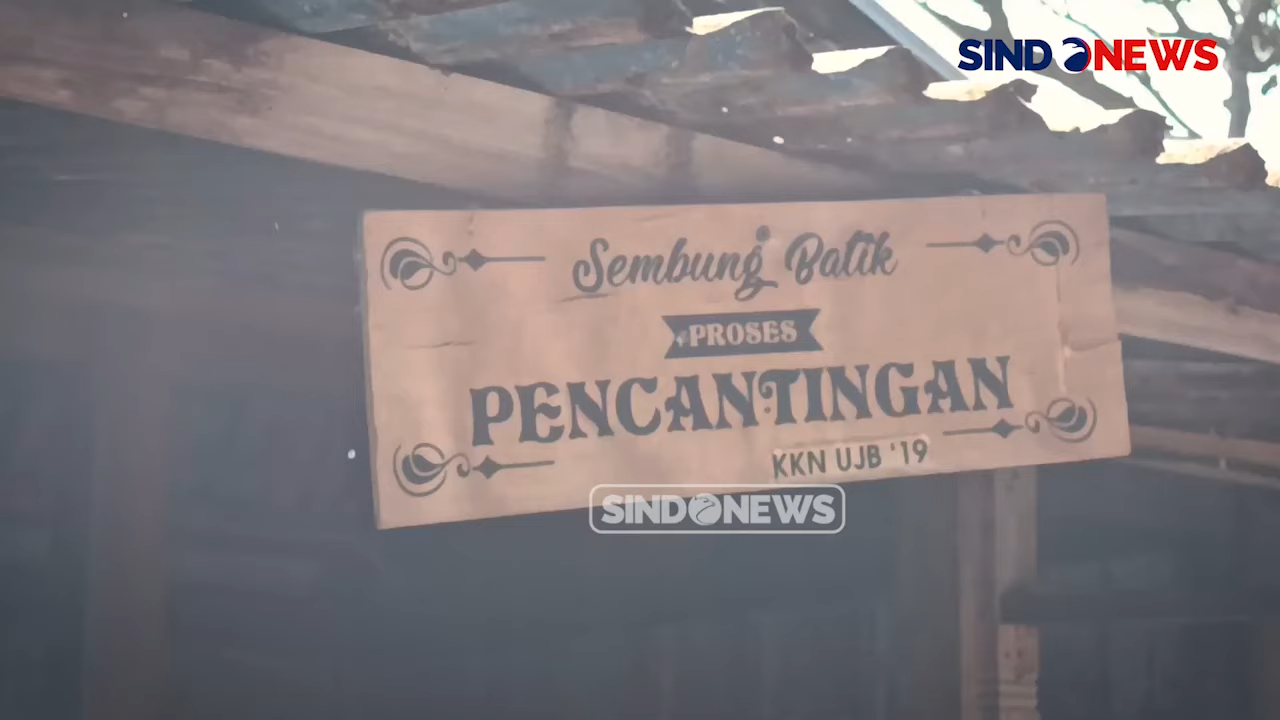 SINDONEWS
Sembung Batik
PROSES
PENCANTINGAN
KKN UJB '19
SINDONEWS